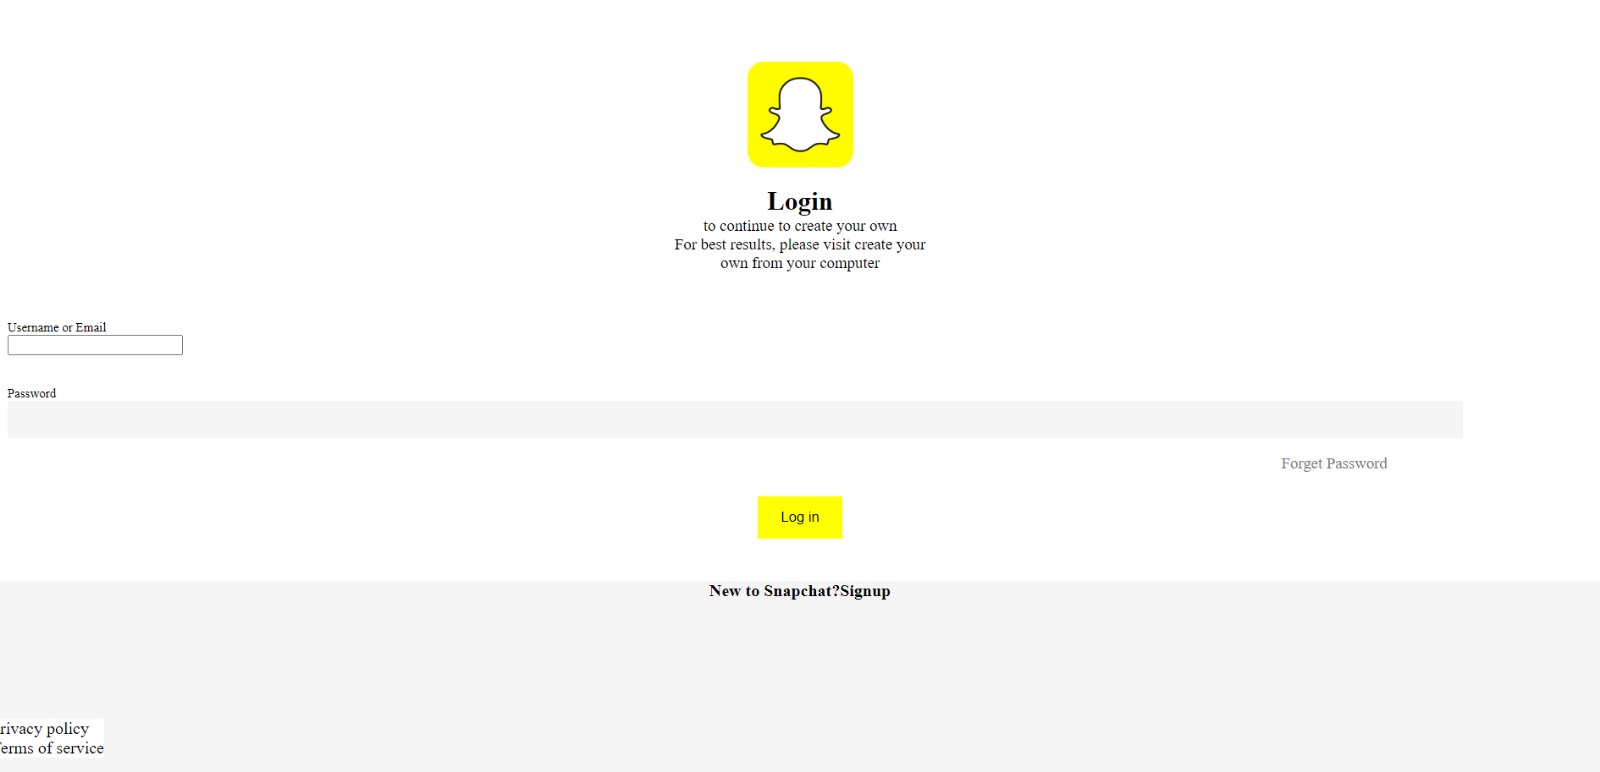 Login
to continue to create your own
For best results, please visit create your
own from your computer
Username or Email
Password
Forget Password
Log in
New to Snapchat?Signup
rivacy policy
erms of service